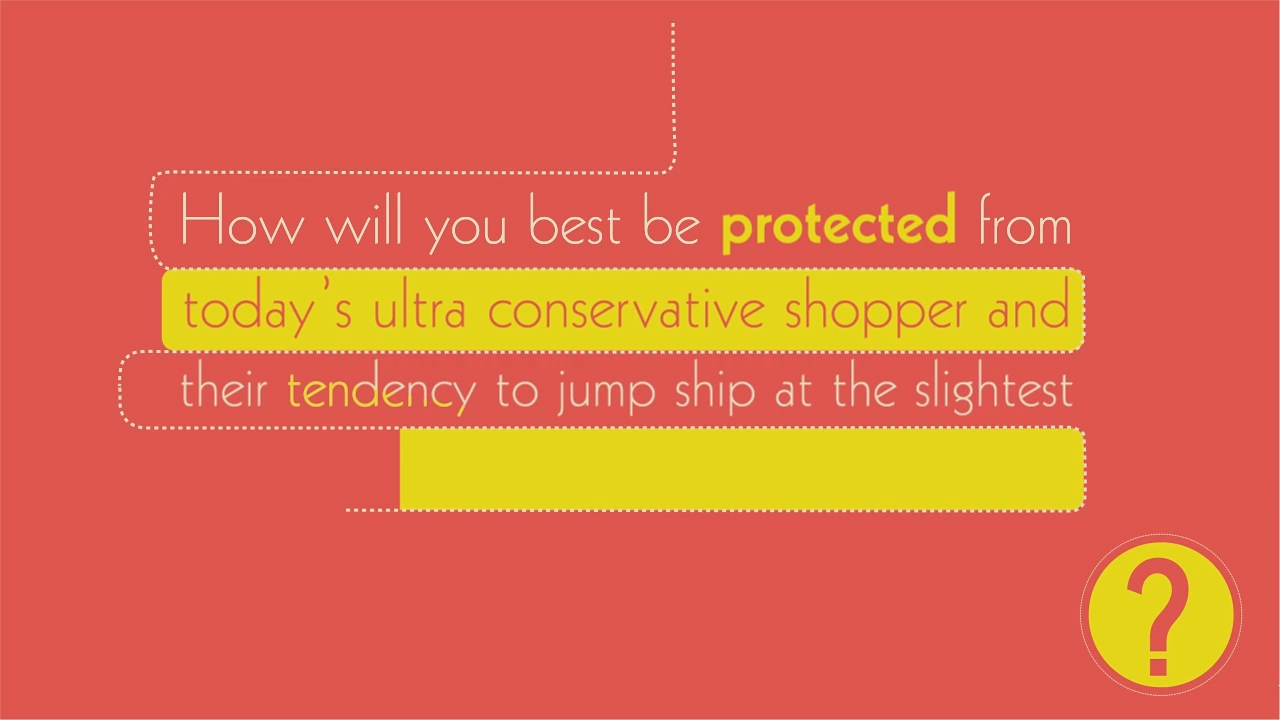 How will you best be protected from
today's ultra conservative shopper and
their tendency to jump ship at the slightest
?